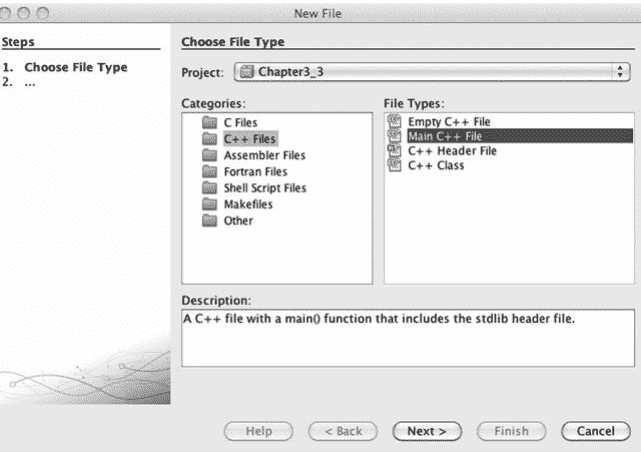 New File
Steps
1. Choose File Type
2. ...
Choose File Type
Project: Chapter3_3
Categories:
C Files
C++ Files
Assembler Files
Fortran Files
Shell Script Files
Makefiles
Other
File Types:
Empty C++ File
Main C++ File
C++ Header File
C++ Class
Description:
A C++ file with a main() function that includes the stdlib header file.
Help < Back Next > Finish Cancel